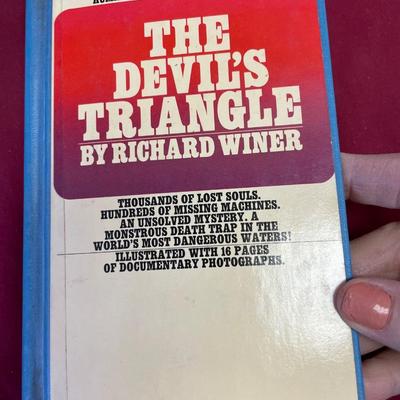 THE
DEVIL'S
TRIANGLE
BY RICHARD WINER
THOUSANDS OF LOST SOULS.
HUNDREDS OF MISSING MACHINES.
AN UNSOLVED MYSTERY. A
MONSTROUS DEATH TRAP IN THE
WORLD'S MOST DANGEROUS WATERS!
ILLUSTRATED WITH 16 PAGES
OF DOCUMENTARY PHOTOGRAPHS.